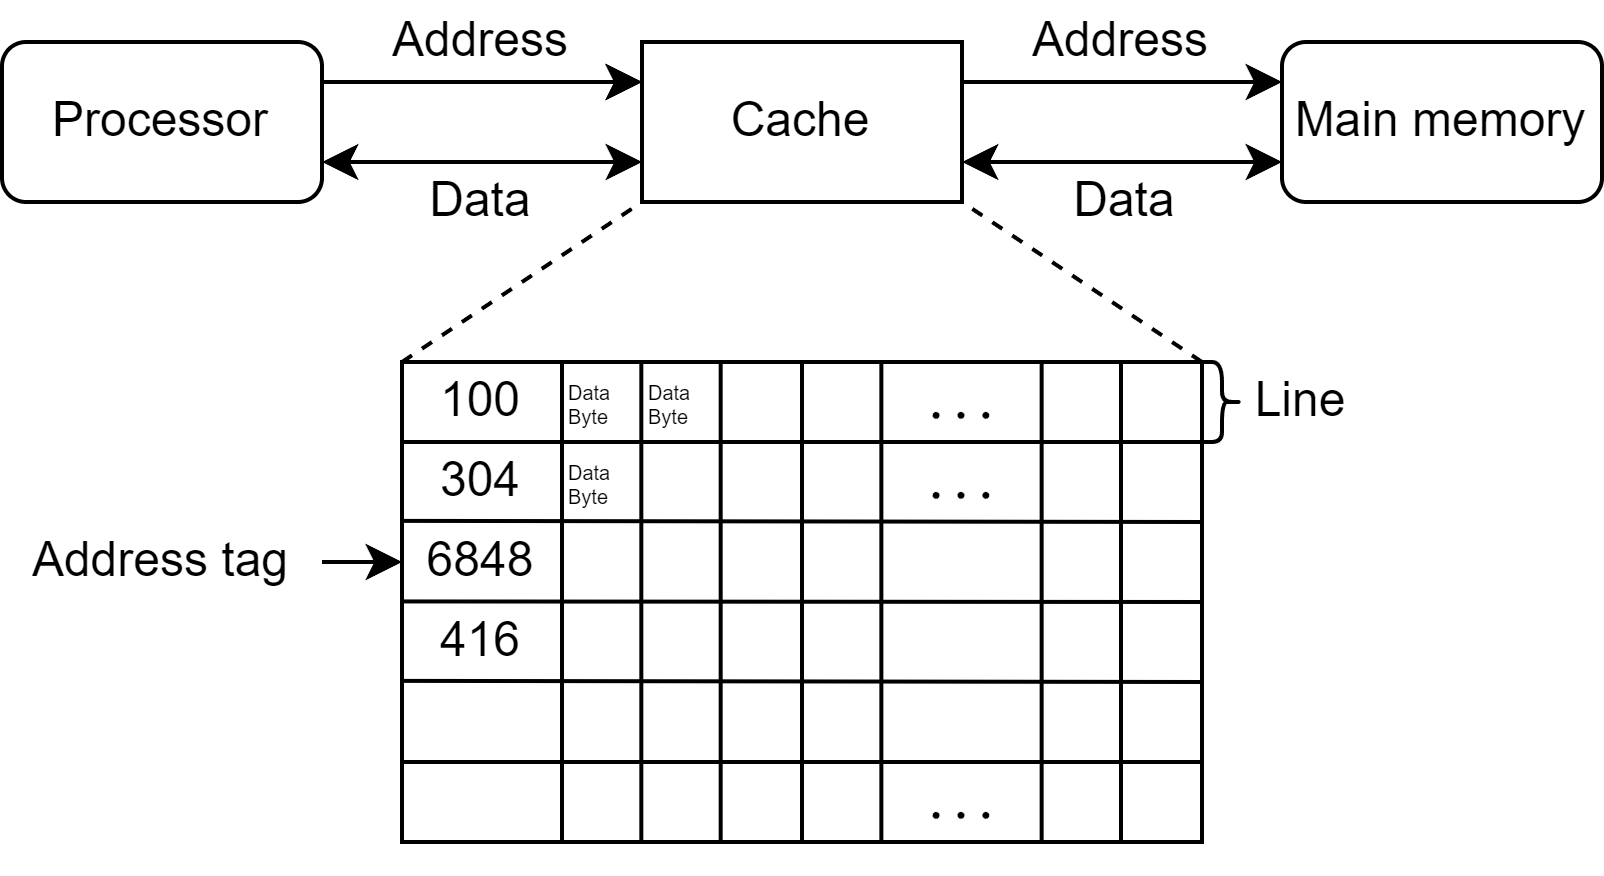 Address
Address
Processor
Cache
Main memory
Data
Data
100
Data
Byte
Data
Byte
. . .
Line
304
Data
Byte
. . .
Address tag
6848
416
. . .